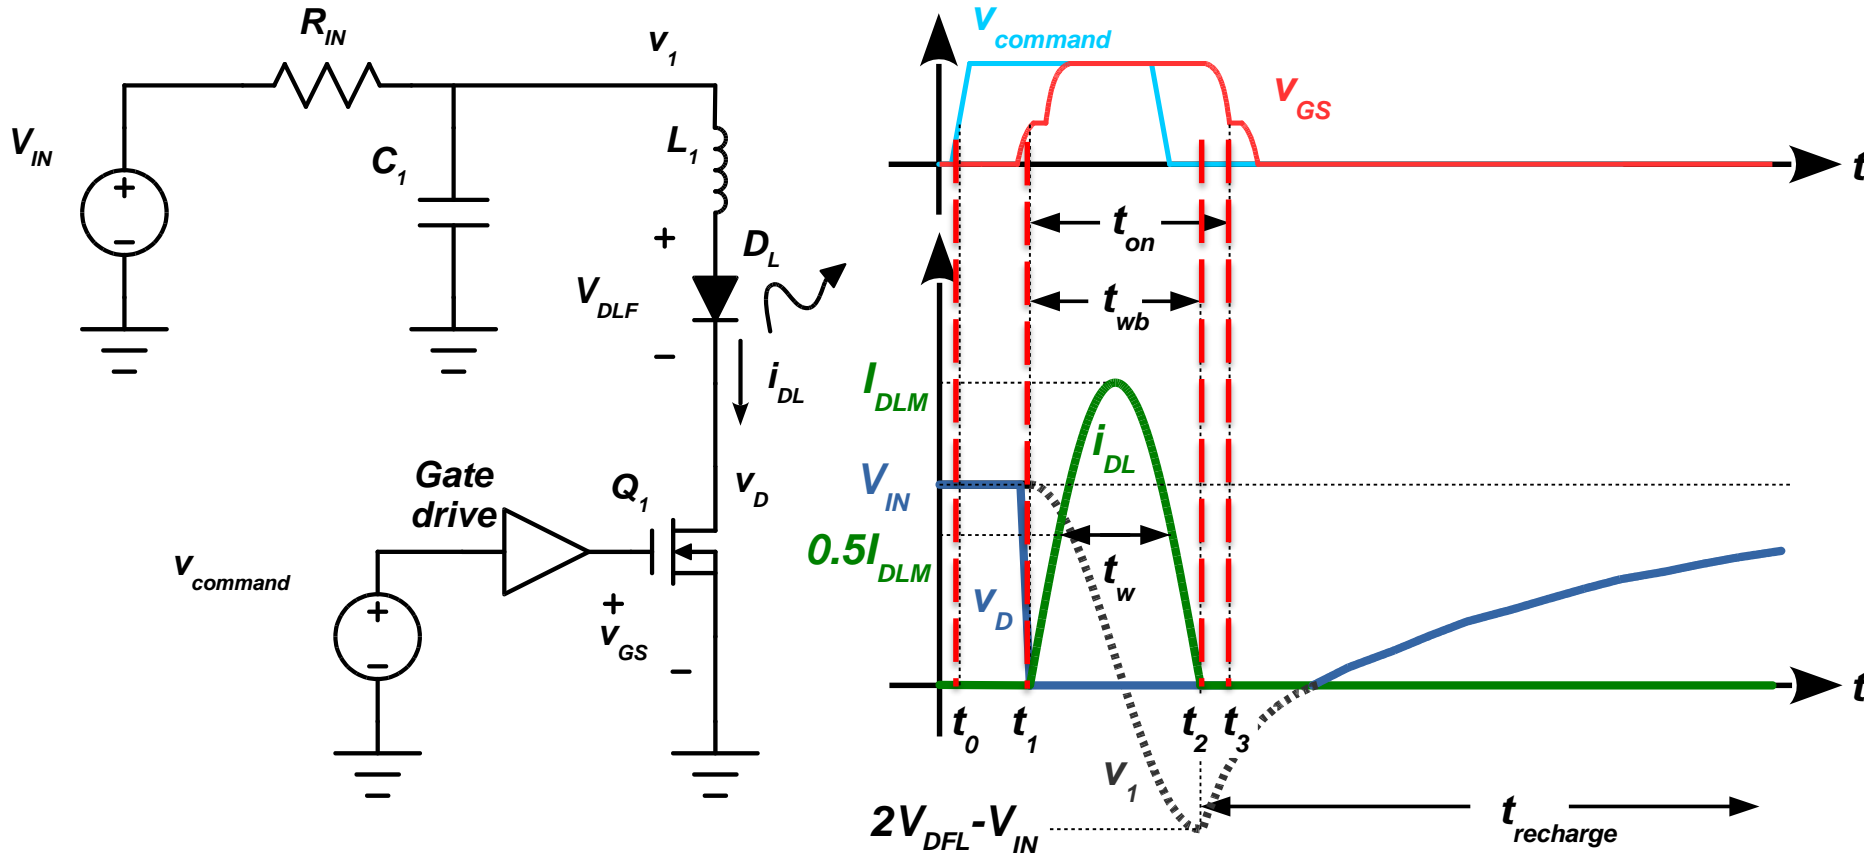 R_IN
v_1
V_IN
C_1
L_1
+
D_L
V_DLF
−
i_DL
Gate
drive
Q_1
v_D
v_command
+
v_GS
−
v_command
v_GS
t
t_on
t_wb
I_DLM
i_DL
V_IN
0.5I_DLM
t_w
v_D
t
t_0
t_1
t_2
t_3
v_1
2V_DFL-V_IN
t_recharge